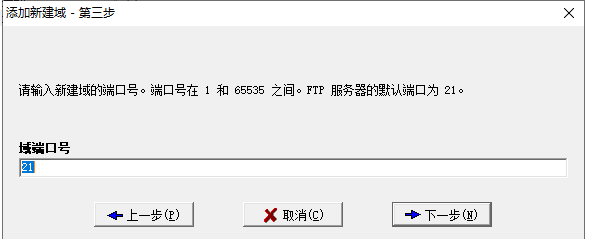 添加新建域 - 第三步
请输入新建域的端口号。端口号在 1 和 65535 之间。FTP 服务器的默认端口为 21。
域端口号
21
上一步(P) 取消(C) 下一步(N)